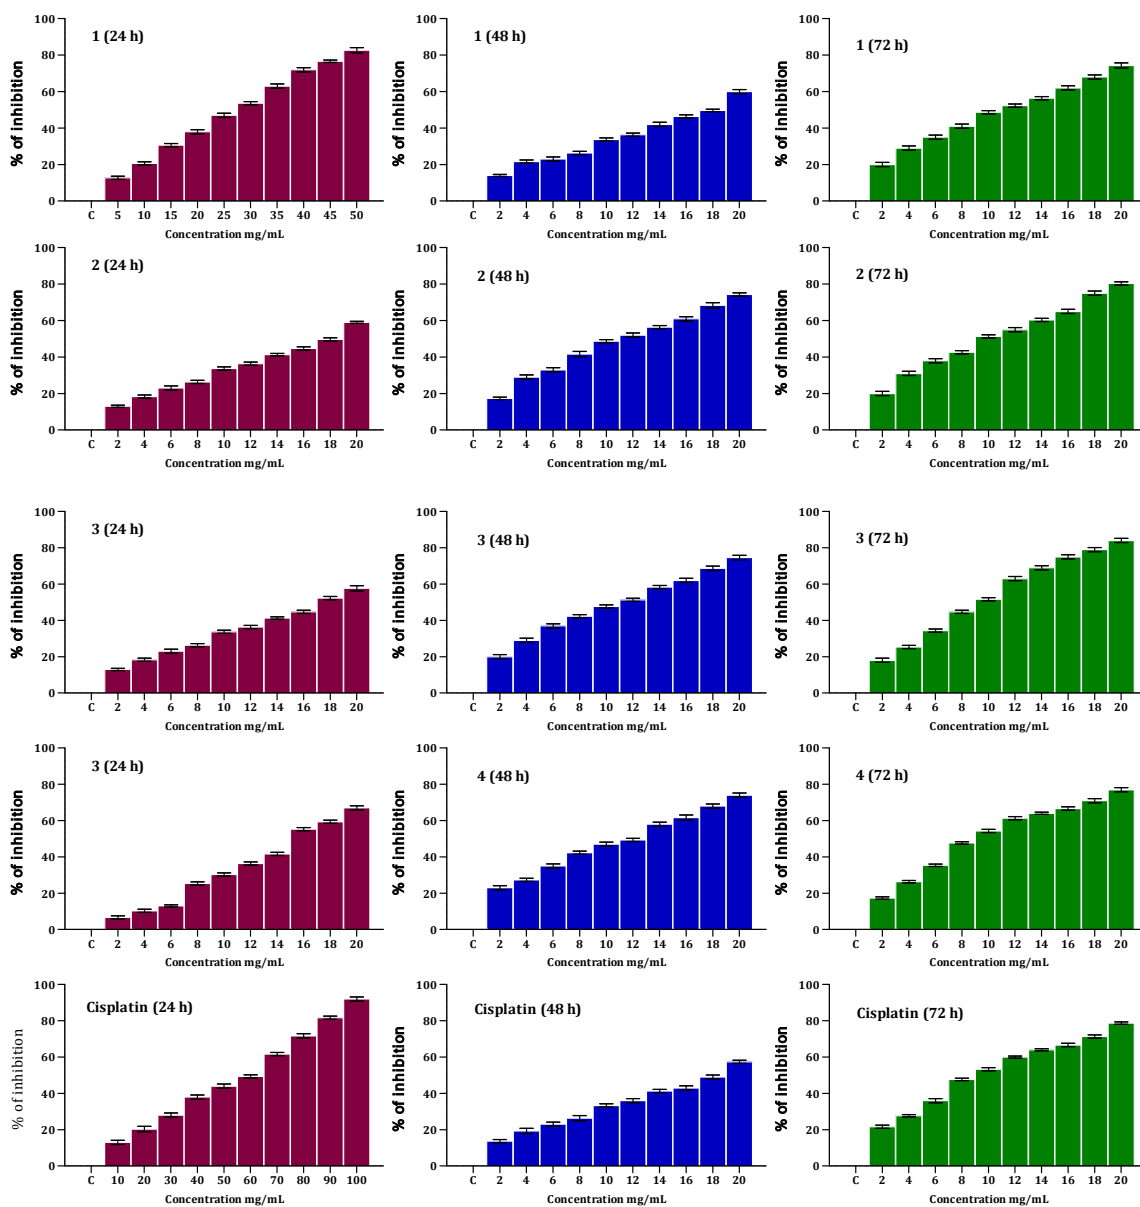 1 (24 h)
% of inhibition
100
80
60
40
20
0
C 5 10 15 20 25 30 35 40 45 50
Concentration mg/mL
1 (48 h)
% of inhibition
100
80
60
40
20
0
C 2 4 6 8 10 12 14 16 18 20
Concentration mg/mL
1 (72 h)
% of inhibition
100
80
60
40
20
0
C 2 4 6 8 10 12 14 16 18 20
Concentration mg/mL
2 (24 h)
% of inhibition
100
80
60
40
20
0
C 2 4 6 8 10 12 14 16 18 20
Concentration mg/mL
2 (48 h)
% of inhibition
100
80
60
40
20
0
C 2 4 6 8 10 12 14 16 18 20
Concentration mg/mL
2 (72 h)
% of inhibition
100
80
60
40
20
0
C 2 4 6 8 10 12 14 16 18 20
Concentration mg/mL
3 (24 h)
% of inhibition
100
80
60
40
20
0
C 2 4 6 8 10 12 14 16 18 20
Concentration mg/mL
3 (48 h)
% of inhibition
100
80
60
40
20
0
C 2 4 6 8 10 12 14 16 18 20
Concentration mg/mL
3 (72 h)
% of inhibition
100
80
60
40
20
0
C 2 4 6 8 10 12 14 16 18 20
Concentration mg/mL
3 (24 h)
% of inhibition
100
80
60
40
20
0
C 2 4 6 8 10 12 14 16 18 20
Concentration mg/mL
4 (48 h)
% of inhibition
100
80
60
40
20
0
C 2 4 6 8 10 12 14 16 18 20
Concentration mg/mL
4 (72 h)
% of inhibition
100
80
60
40
20
0
C 2 4 6 8 10 12 14 16 18 20
Concentration mg/mL
Cisplatin (24 h)
% of inhibition
100
80
60
40
20
0
C 10 20 30 40 50 60 70 80 90 100
Concentration mg/mL
Cisplatin (48 h)
% of inhibition
100
80
60
40
20
0
C 2 4 6 8 10 12 14 16 18 20
Concentration mg/mL
Cisplatin (72 h)
% of inhibition
100
80
60
40
20
0
C 2 4 6 8 10 12 14 16 18 20
Concentration mg/mL